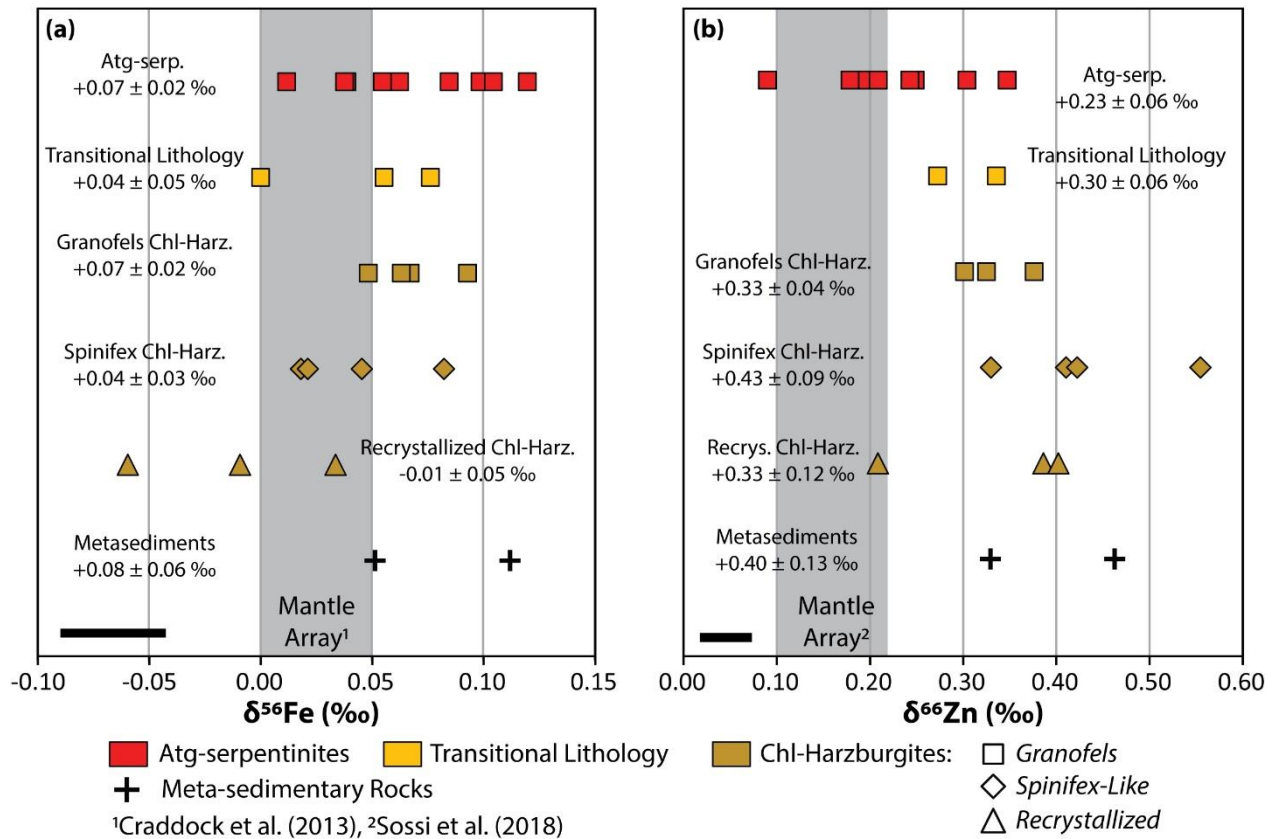 (a)
Atg-serp.
+0.07 ± 0.02 ‰
Transitional Lithology
+0.04 ± 0.05 ‰
Granofels Chl-Harz.
+0.07 ± 0.02 ‰
Spinifex Chl-Harz.
+0.04 ± 0.03 ‰
Recrystallized Chl-Harz.
-0.01 ± 0.05 ‰
Metasediments
+0.08 ± 0.06 ‰
Mantle
Array¹
-0.10 -0.05 0.00 0.05 0.10 0.15
δ⁵⁶Fe (‰)
(b)
Atg-serp.
+0.23 ± 0.06 ‰
Transitional Lithology
+0.30 ± 0.06 ‰
Granofels Chl-Harz.
+0.33 ± 0.04 ‰
Spinifex Chl-Harz.
+0.43 ± 0.09 ‰
Recrys. Chl-Harz.
+0.33 ± 0.12 ‰
Metasediments
+0.40 ± 0.13 ‰
Mantle
Array²
0.00 0.10 0.20 0.30 0.40 0.50 0.60
δ⁶⁶Zn (‰)
Atg-serpentinites Transitional Lithology Chl-Harzburgites: Granofels
Meta-sedimentary Rocks Spinifex-Like
¹Craddock et al. (2013), ²Sossi et al. (2018) Recrystallized